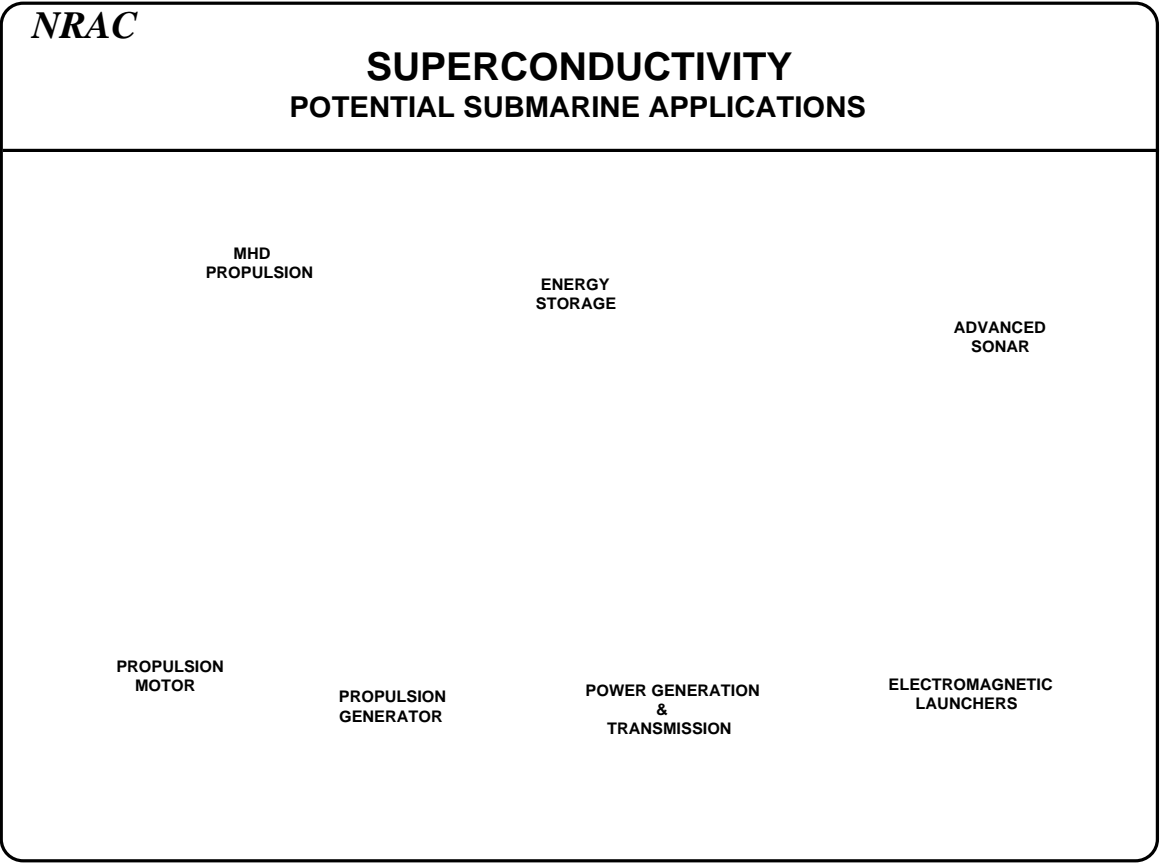 NRAC
SUPERCONDUCTIVITY
POTENTIAL SUBMARINE APPLICATIONS
MHD
PROPULSION
ENERGY
STORAGE
ADVANCED
SONAR
PROPULSION
MOTOR
PROPULSION
GENERATOR
POWER GENERATION
&
TRANSMISSION
ELECTROMAGNETIC
LAUNCHERS